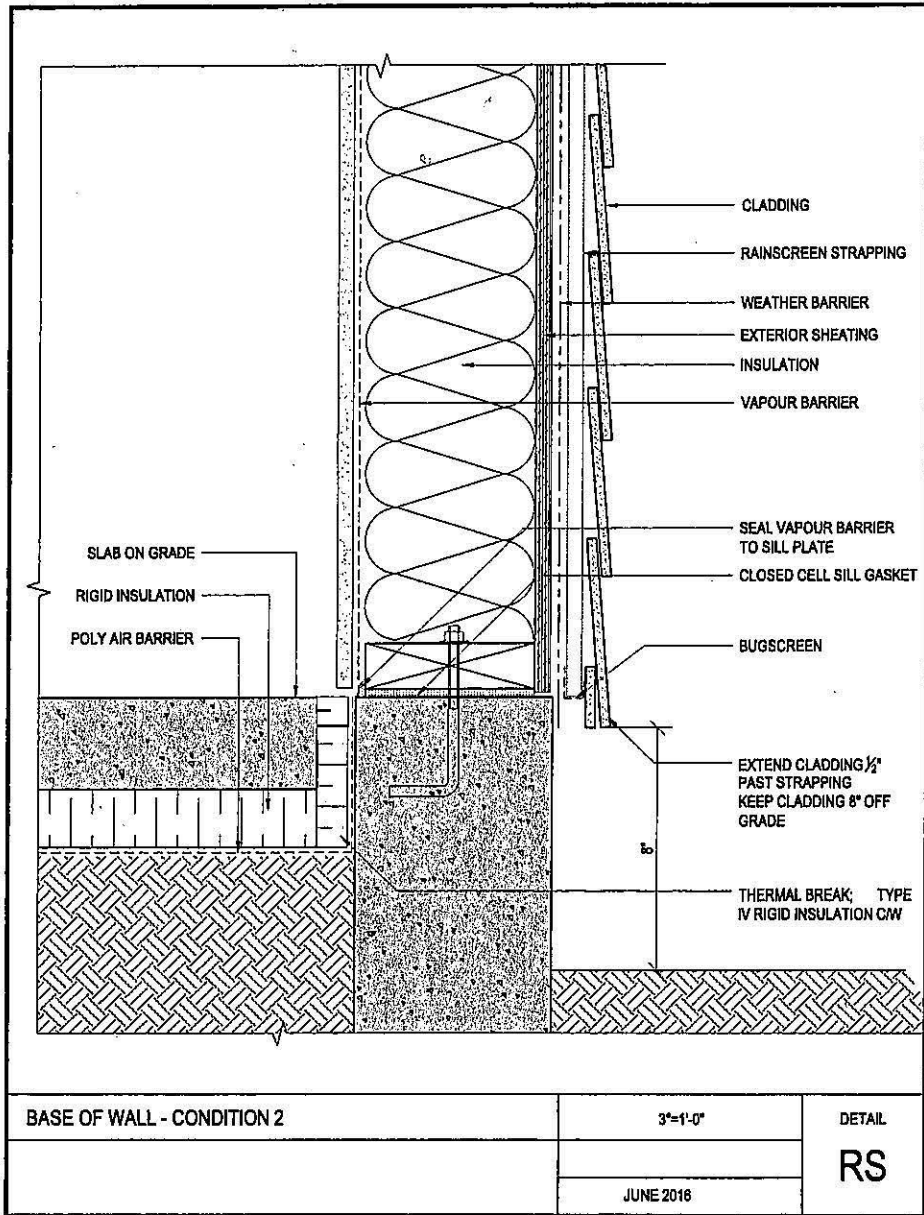 CLADDING
RAINSCREEN STRAPPING
WEATHER BARRIER
EXTERIOR SHEATING
INSULATION
VAPOUR BARRIER
SEAL VAPOUR BARRIER
TO SILL PLATE
CLOSED CELL SILL GASKET
BUGSCREEN
EXTEND CLADDING ½"
PAST STRAPPING
KEEP CLADDING 8" OFF
GRADE
THERMAL BREAK; TYPE
IV RIGID INSULATION C/W
SLAB ON GRADE
RIGID INSULATION
POLY AIR BARRIER
8"
BASE OF WALL - CONDITION 2
3"=1'-0"
DETAIL
RS
JUNE 2016